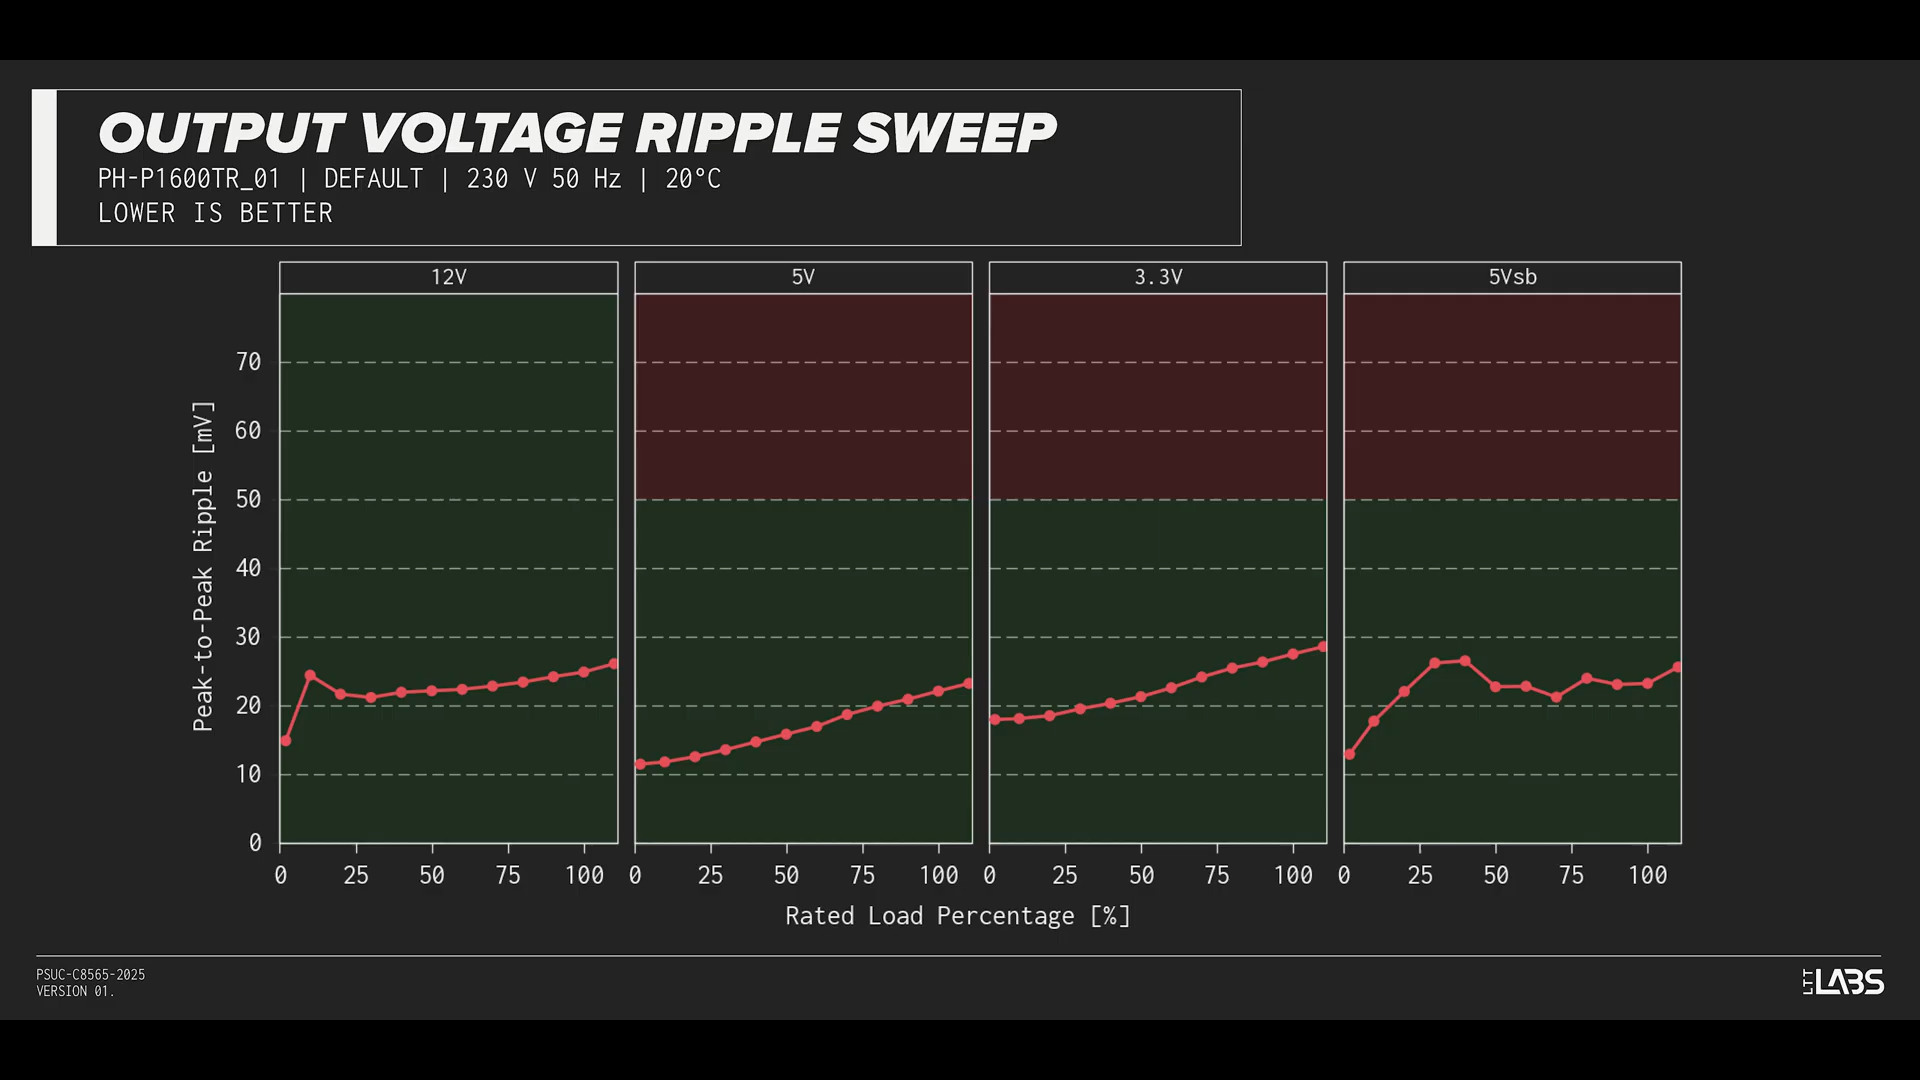 OUTPUT VOLTAGE RIPPLE SWEEP
PH-P1600TR_01 | DEFAULT | 230 V 50 Hz | 20°C
LOWER IS BETTER
12V
5V
3.3V
5Vsb
Peak-to-Peak Ripple [mV]
70
60
50
40
30
20
10
0
0 25 50 75 100
0 25 50 75 100
0 25 50 75 100
0 25 50 75 100
Rated Load Percentage [%]
PSUC-C8565-2025
VERSION 01.
LTT LABS